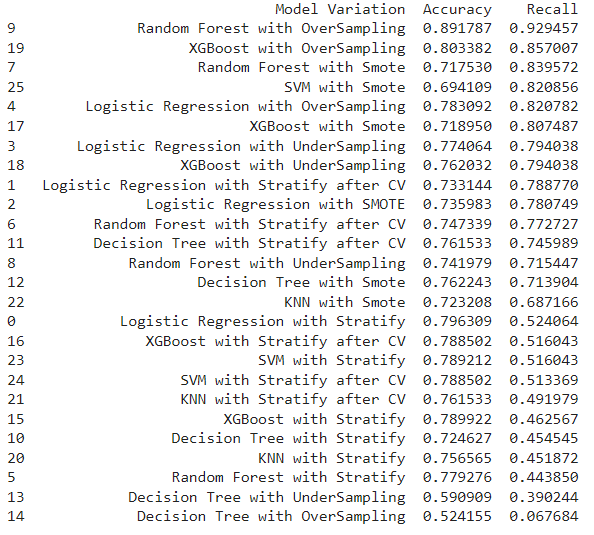 Model Variation Accuracy Recall
9 Random Forest with OverSampling 0.891787 0.929457
19 XGBoost with OverSampling 0.803382 0.857007
7 Random Forest with Smote 0.717530 0.839572
25 SVM with Smote 0.694109 0.820856
4 Logistic Regression with OverSampling 0.783092 0.820782
17 XGBoost with Smote 0.718950 0.807487
3 Logistic Regression with UnderSampling 0.774064 0.794038
18 XGBoost with UnderSampling 0.762032 0.794038
1 Logistic Regression with Stratify after CV 0.733144 0.788770
2 Logistic Regression with SMOTE 0.735983 0.780749
6 Random Forest with Stratify after CV 0.747339 0.772727
11 Decision Tree with Stratify after CV 0.761533 0.745989
8 Random Forest with UnderSampling 0.741979 0.715447
12 Decision Tree with Smote 0.762243 0.713904
22 KNN with Smote 0.723208 0.687166
0 Logistic Regression with Stratify 0.796309 0.524064
16 XGBoost with Stratify after CV 0.788502 0.516043
23 SVM with Stratify 0.789212 0.516043
24 SVM with Stratify after CV 0.788502 0.513369
21 KNN with Stratify after CV 0.761533 0.491979
15 XGBoost with Stratify 0.789922 0.462567
10 Decision Tree with Stratify 0.724627 0.454545
20 KNN with Stratify 0.756565 0.451872
5 Random Forest with Stratify 0.779276 0.443850
13 Decision Tree with UnderSampling 0.590909 0.390244
14 Decision Tree with OverSampling 0.524155 0.067684